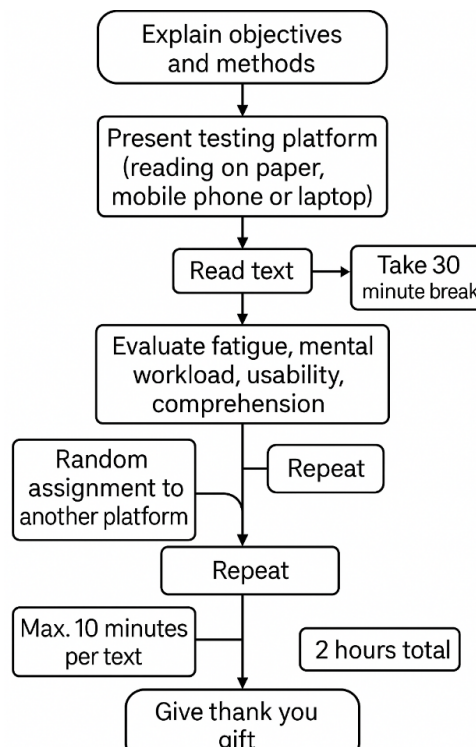 Explain objectives
and methods
Present testing platform
(reading on paper,
mobile phone or laptop)
Read text
Take 30
minute break
Evaluate fatigue, mental
workload, usability,
comprehension
Repeat
Random
assignment to
another platform
Repeat
Max. 10 minutes
per text
2 hours total
Give thank you
gift